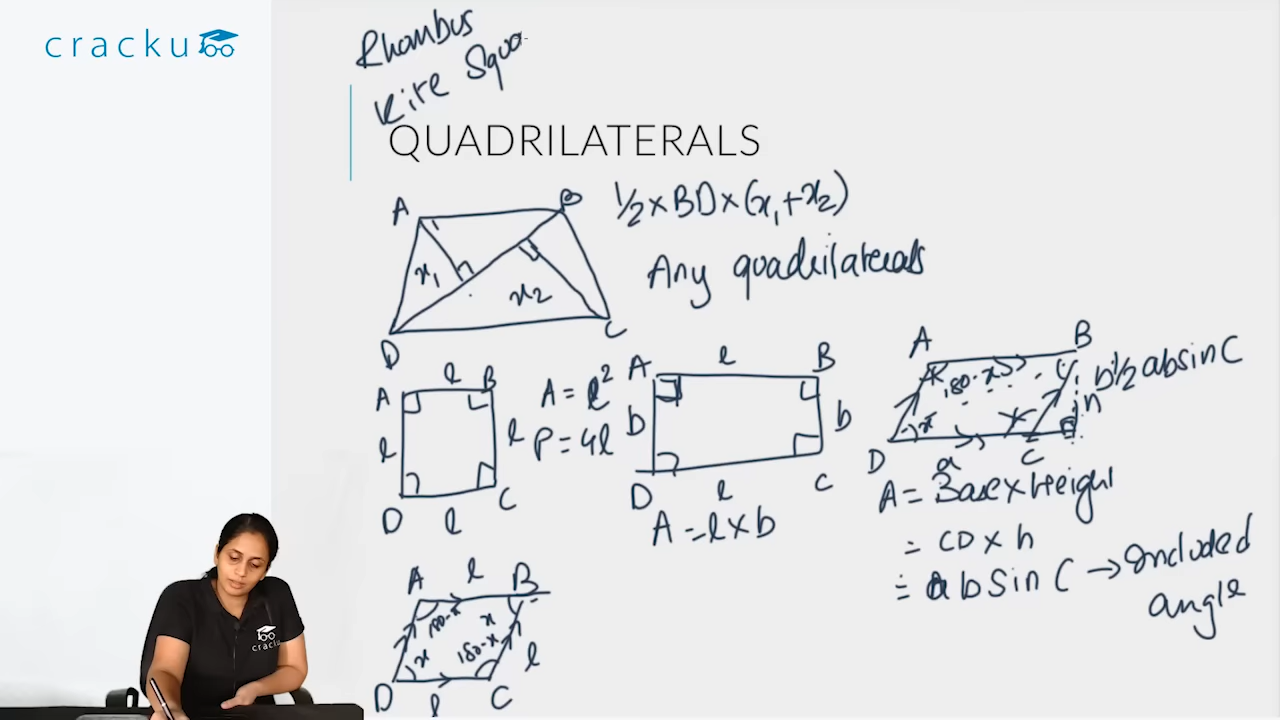 cracku
Rhombus
Kite Squa
QUADRILATERALS
A B
1/2 × BD × (x₁ + x₂)
x₁
x₂
Any quadrilaterals
D C
A l B
l l
D l C
A = l²
P = 4l
A l B
b b
D l C
A = l × b
A B
180-x
x
h
b
D a C
1/2 ab sin C
A = Base × Height
= CD × h
= ab Sin C → Included
angle
A l B
180-x x
x 180-x
l
D l C
cracku